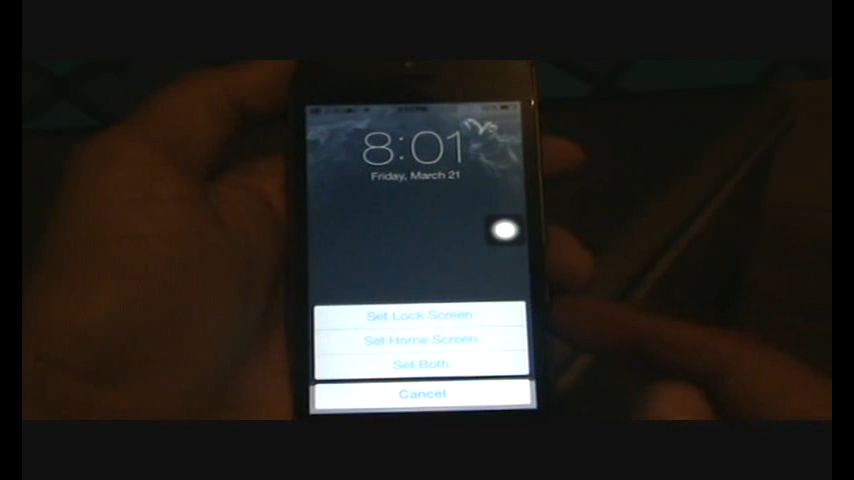 8:01
Friday, March 21
Set Lock Screen
Set Home Screen
Set Both
Cancel